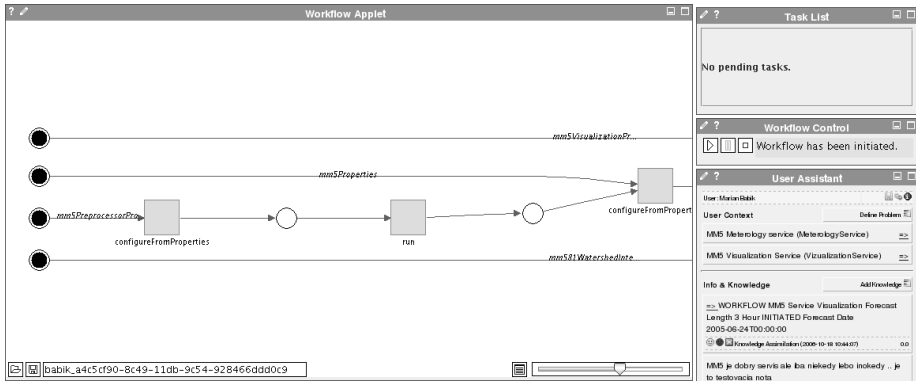 Workflow Applet
mm5VisualizationPr...
mm5Properties
mm5PreprocessorPro
configureFromProperties
run
configureFromPropert
mm581WatershedInte...
babik_a4c5cf90-8c49-11db-9c54-928466ddd0c9
Task List
No pending tasks.
Workflow Control
Workflow has been initiated.
User Assistant
User: Marian Babik
User Context
Define Problem
MM5 Meterology service (MeterologyService) =>
MM5 Visualization Service (VizualizationService) =>
Info & Knowledge
Add Knowledge
=> WORKFLOW MM5 Service Visualization Forecast
Length 3 Hour INITIATED Forecast Date
2005-06-24T00:00:00
Knowledge Assimilation (2006-10-18 10:44:07) 0.0
MM5 je dobry servis ale iba niekedy lebo inokedy .. je
to testovacia nota